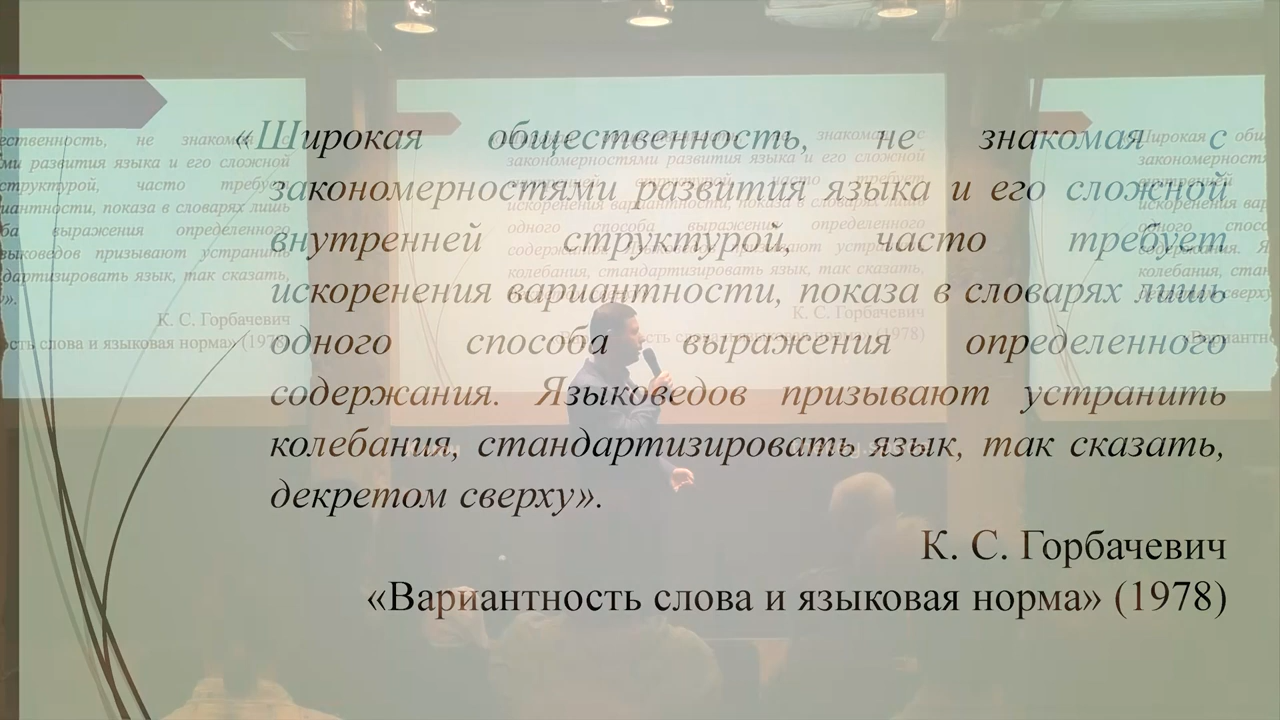 «Широкая общественность, не знакомая с
закономерностями развития языка и его сложной
внутренней структурой, часто требует
искоренения вариантности, показа в словарях лишь
одного способа выражения определенного
содержания. Языковедов призывают устранить
колебания, стандартизировать язык, так сказать,
декретом сверху».
К. С. Горбачевич
«Вариантность слова и языковая норма» (1978)